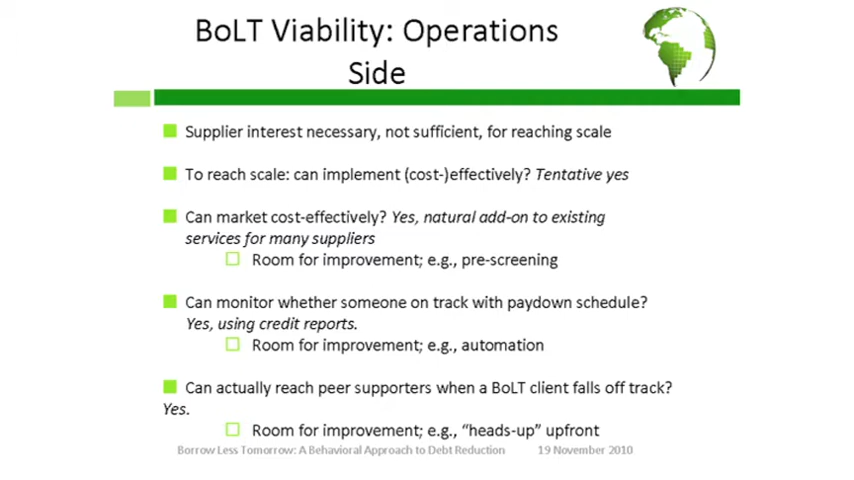 BoLT Viability: Operations
Side
Supplier interest necessary, not sufficient, for reaching scale
To reach scale: can implement (cost-)effectively? Tentative yes
Can market cost-effectively? Yes, natural add-on to existing
services for many suppliers
Room for improvement; e.g., pre-screening
Can monitor whether someone on track with paydown schedule?
Yes, using credit reports.
Room for improvement; e.g., automation
Can actually reach peer supporters when a BoLT client falls off track?
Yes.
Room for improvement; e.g., “heads-up” upfront
Borrow Less Tomorrow: A Behavioral Approach to Debt Reduction 19 November 2010